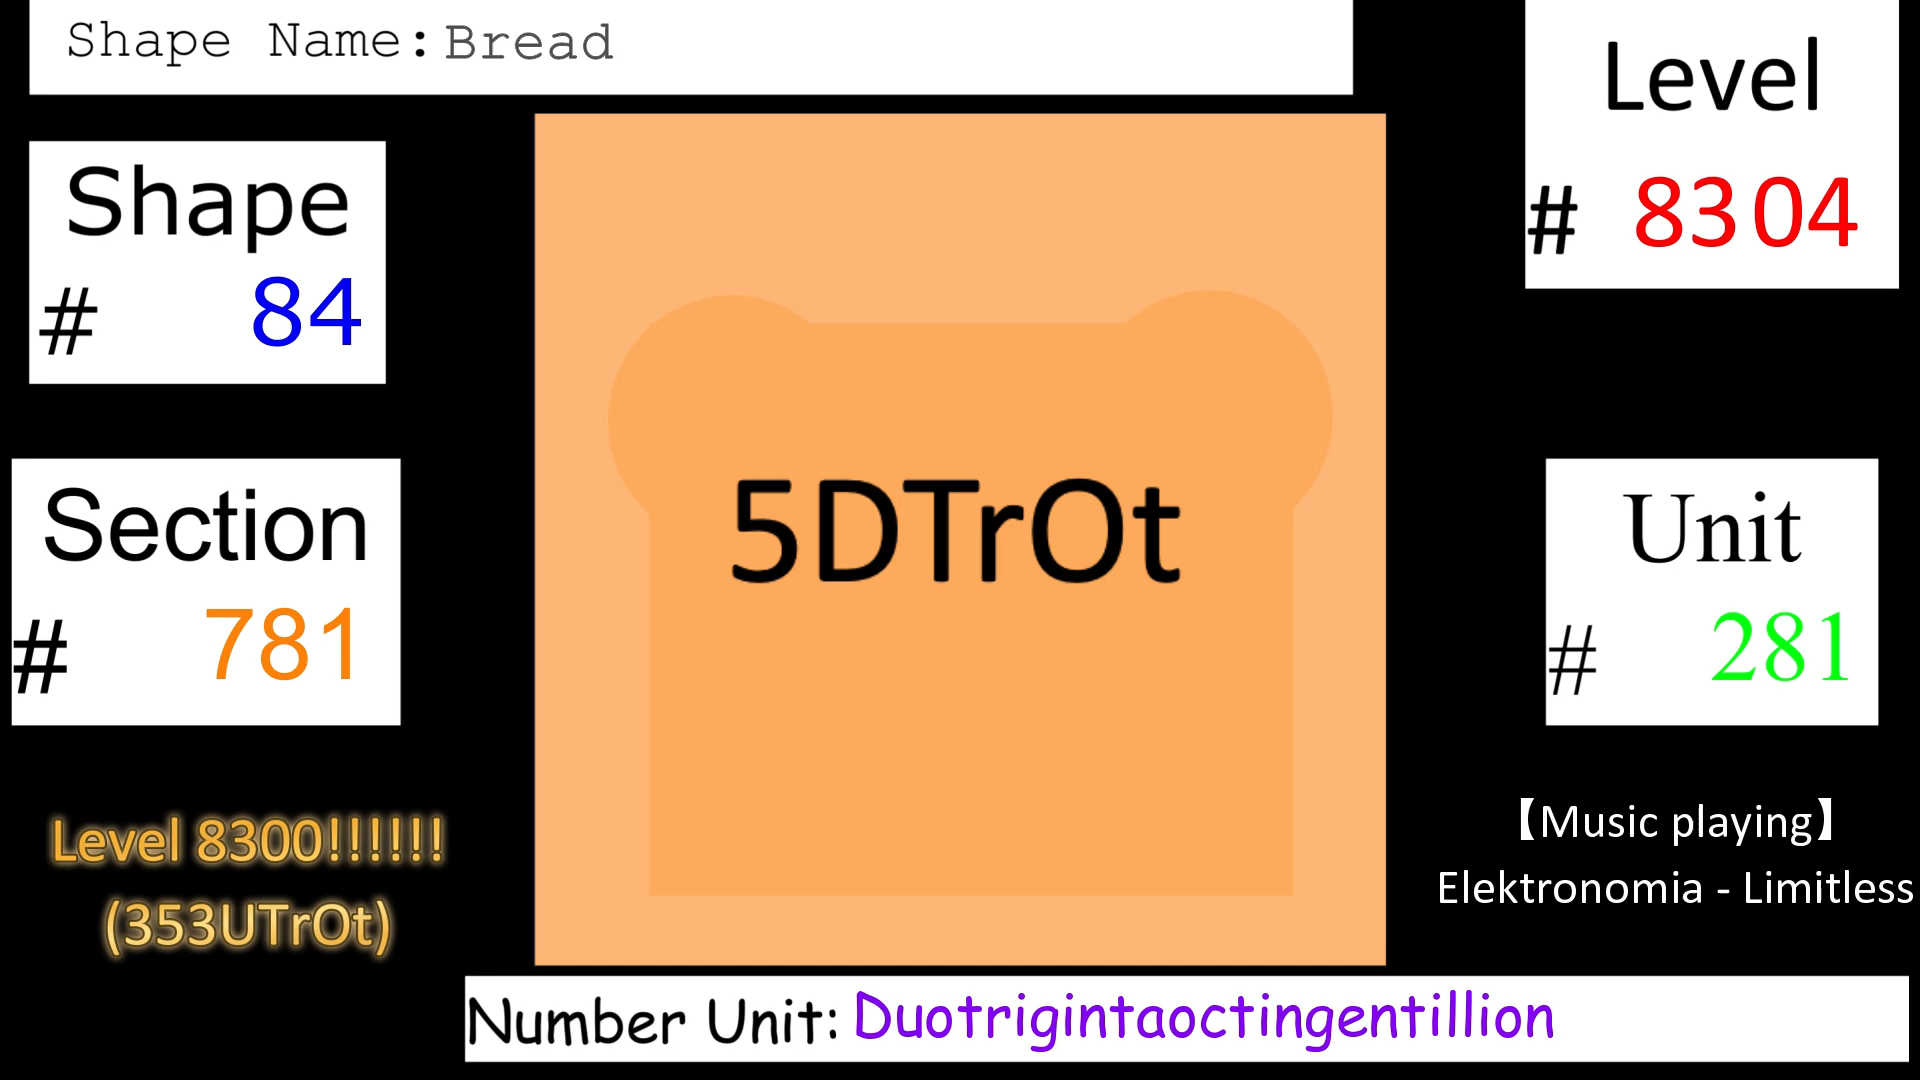 Shape Name: Bread
Level
# 8304
Shape
# 84
5DTrOt
Section
# 781
Unit
# 281
Level 8300!!!!!!
(353UTrOt)
【Music playing】
Elektronomia - Limitless
Number Unit: Duotrigintaoctingentillion